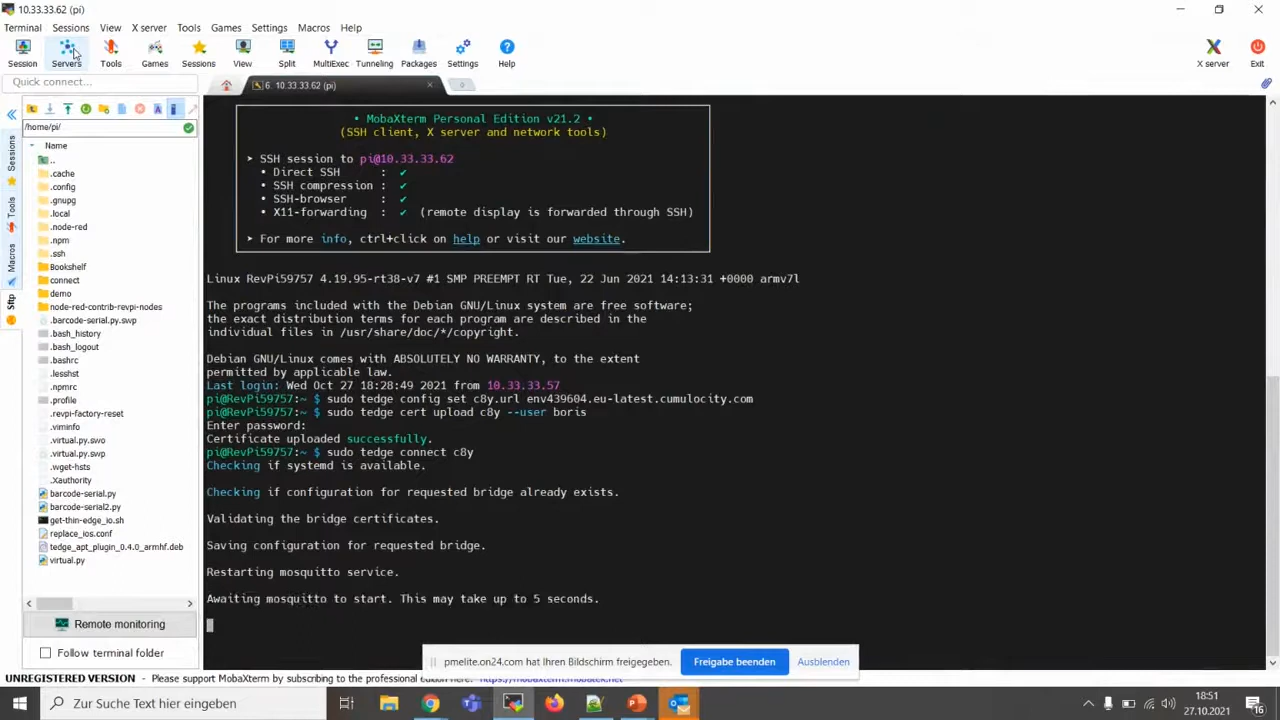 10.33.33.62 (pi)
Terminal Sessions View X server Tools Games Settings Macros Help
Session Servers Tools Games Sessions View Split MultiExec Tunneling Packages Settings Help X server Exit
Quick connect...
6. 10.33.33.62 (pi)
/home/pi/
Name
..
.cache
.config
.gnupg
.local
.node-red
.npm
.ssh
Bookshelf
connect
demo
node-red-contrib-revpi-nodes
.barcode-serial.py.swp
.bash_history
.bash_logout
.bashrc
.lesshst
.npmrc
.profile
.revpi-factory-reset
.viminfo
.virtual.py.swo
.virtual.py.swp
.wget-hsts
.Xauthority
barcode-serial.py
barcode-serial2.py
get-thin-edge_io.sh
replace_ios.conf
tedge_apt_plugin_0.4.0_armhf.deb
virtual.py
Remote monitoring
Follow terminal folder
Sessions
Tools
Macros
Sftp
• MobaXterm Personal Edition v21.2 •
(SSH client, X server and network tools)
➤ SSH session to pi@10.33.33.62
• Direct SSH : ✔
• SSH compression : ✔
• SSH-browser : ✔
• X11-forwarding : ✔ (remote display is forwarded through SSH)
➤ For more info, ctrl+click on help or visit our website.
Linux RevPi59757 4.19.95-rt38-v7 #1 SMP PREEMPT RT Tue, 22 Jun 2021 14:13:31 +0000 armv7l
The programs included with the Debian GNU/Linux system are free software;
the exact distribution terms for each program are described in the
individual files in /usr/share/doc/*/copyright.
Debian GNU/Linux comes with ABSOLUTELY NO WARRANTY, to the extent
permitted by applicable law.
Last login: Wed Oct 27 18:28:49 2021 from 10.33.33.57
pi@RevPi59757:~ $ sudo tedge config set c8y.url env439604.eu-latest.cumulocity.com
pi@RevPi59757:~ $ sudo tedge cert upload c8y --user boris
Enter password:
Certificate uploaded successfully.
pi@RevPi59757:~ $ sudo tedge connect c8y
Checking if systemd is available.
Checking if configuration for requested bridge already exists.
Validating the bridge certificates.
Saving configuration for requested bridge.
Restarting mosquitto service.
Awaiting mosquitto to start. This may take up to 5 seconds.
pmelite.on24.com hat Ihren Bildschirm freigegeben. Freigabe beenden Ausblenden
UNREGISTERED VERSION - Please support MobaXterm by subscribing to the professional edition here: https://mobaxterm.mobatek.net
Zur Suche Text hier eingeben
18:51
27.10.2021
16